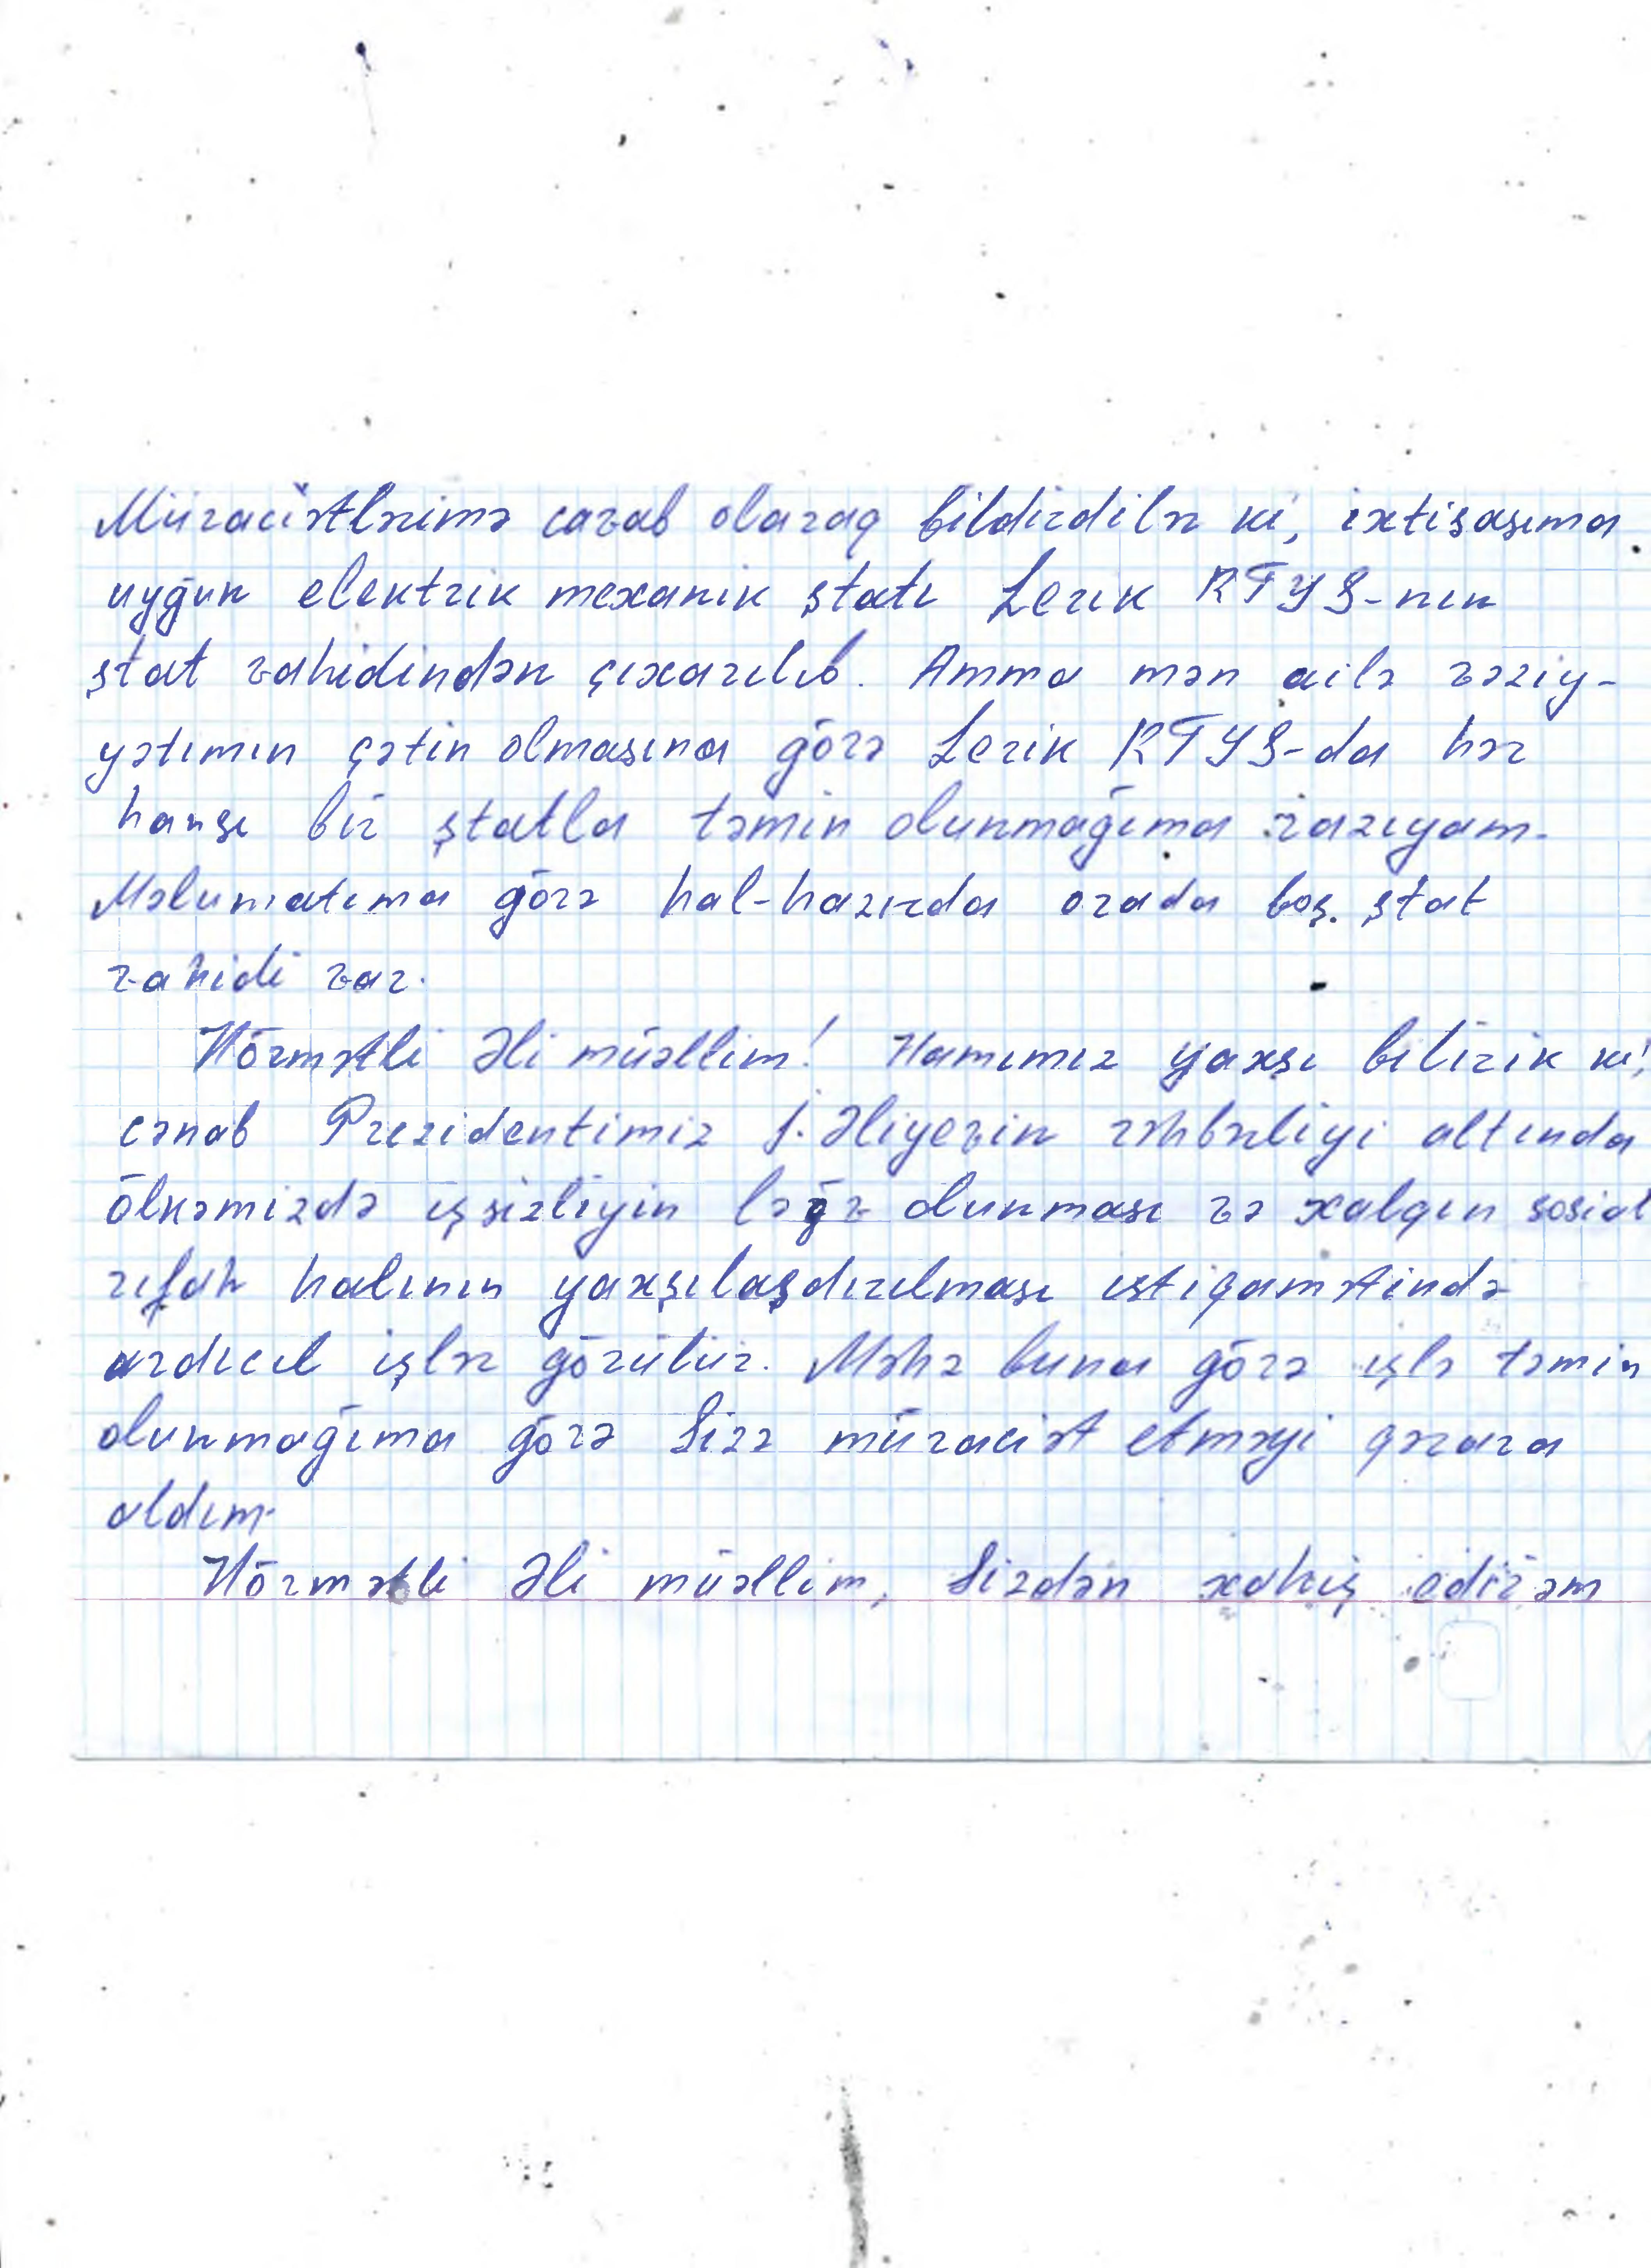 Müraciətlərimə cavab olaraq bildirdilər ki, ixtisasıma
uyğun elektrik mexanik ştatı Lerik RTYS-nın
ştat vahidindən çıxarılıb. Amma mən ailə vəziy-
yətimin çətin olmasına görə Lerik RTYS-da hər
hansı bir ştatla təmin olunmağıma razıyam.
Məlumatıma görə hal-hazırda orada boş ştat
vahidi var.
Hörmətli Əli müəllim! Hamımız yaxşı bilirik ki,
cənab Prezidentimiz İ. Əliyevin rəhbərliyi altında
ölkəmizdə işsizliyin ləğv olunması və xalqın sosial
rifah halının yaxşılaşdırılması istiqamətində
ardıcıl işlər görülür. Məhz buna görə işlə təmin
olunmağıma görə Sizə müraciət etməyi qərara
aldım.
Hörmətli Əli müəllim, Sizdən xahiş edirəm